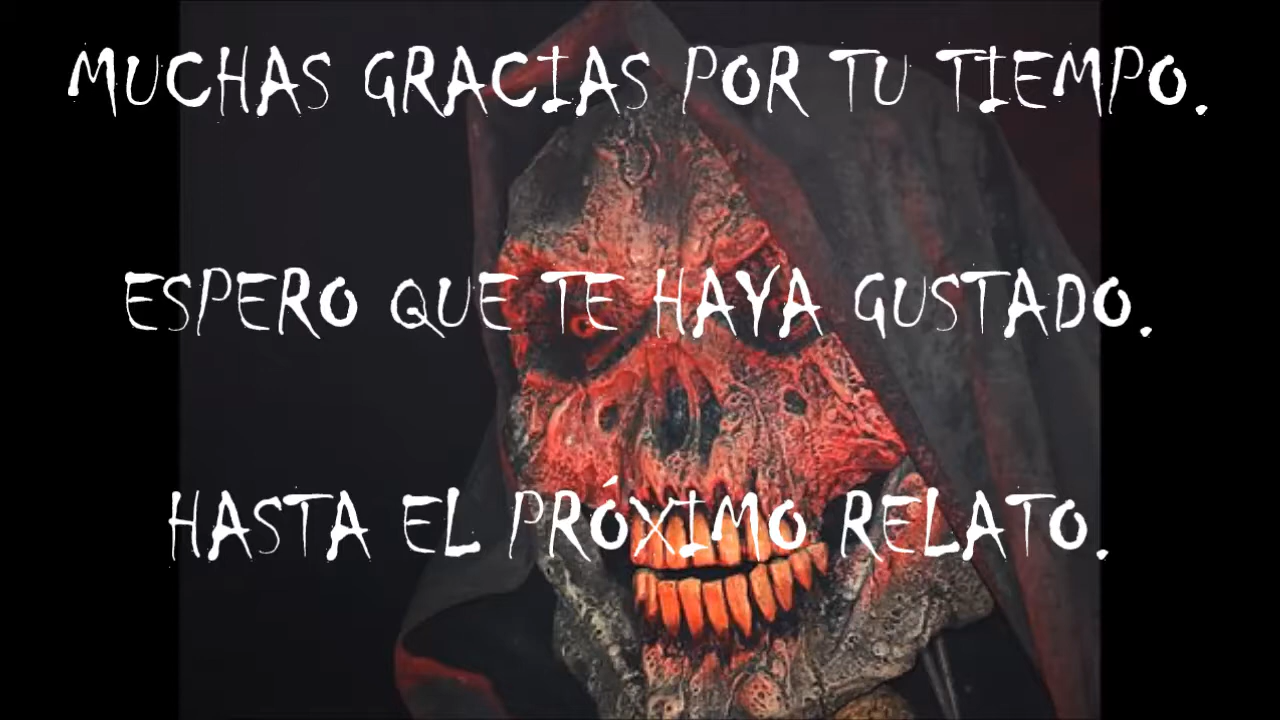 MUCHAS GRACIAS POR TU TIEMPO.
ESPERO QUE TE HAYA GUSTADO.
HASTA EL PRÓXIMO RELATO.